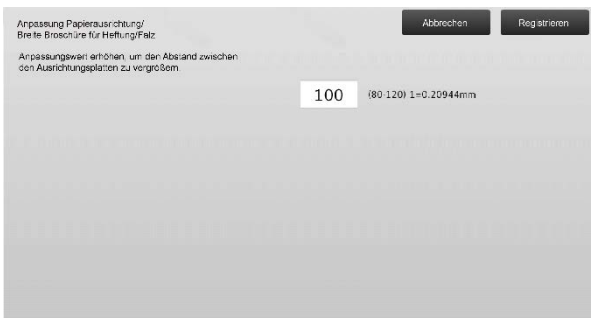 Anpassung Papierausrichtung/
Breite Broschüre für Heftung/Falz
Abbrechen
Registrieren
Anpassungswert erhöhen, um den Abstand zwischen
den Ausrichtungsplatten zu vergrößern.
100 (80-120) 1=0.20944mm